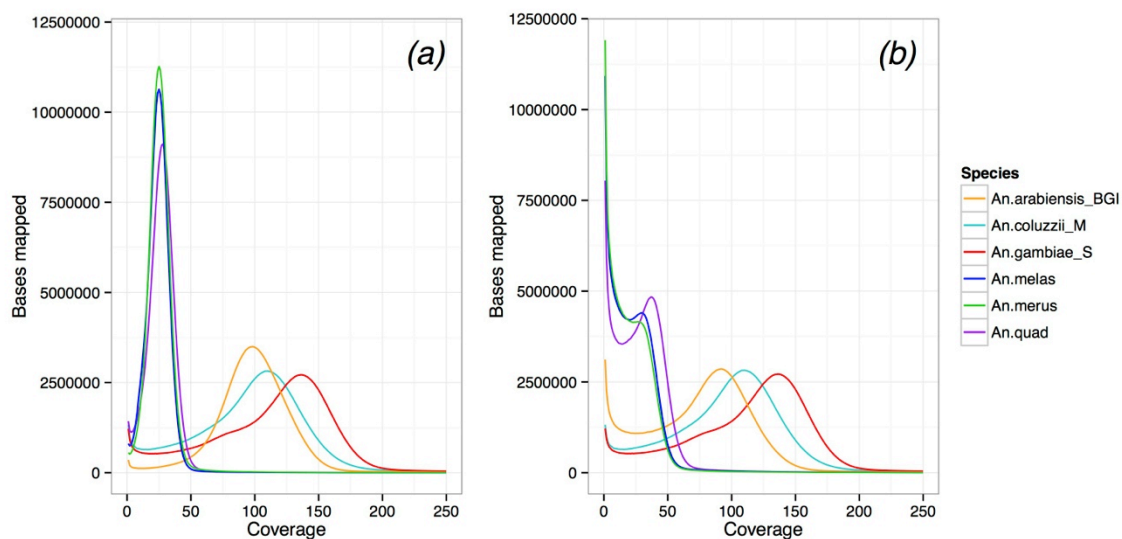 (a)
12500000
10000000
7500000
5000000
2500000
0
Bases mapped
0 50 100 150 200 250
Coverage
(b)
12500000
10000000
7500000
5000000
2500000
0
Bases mapped
0 50 100 150 200 250
Coverage
Species
An.arabiensis_BGI
An.coluzzii_M
An.gambiae_S
An.melas
An.merus
An.quad